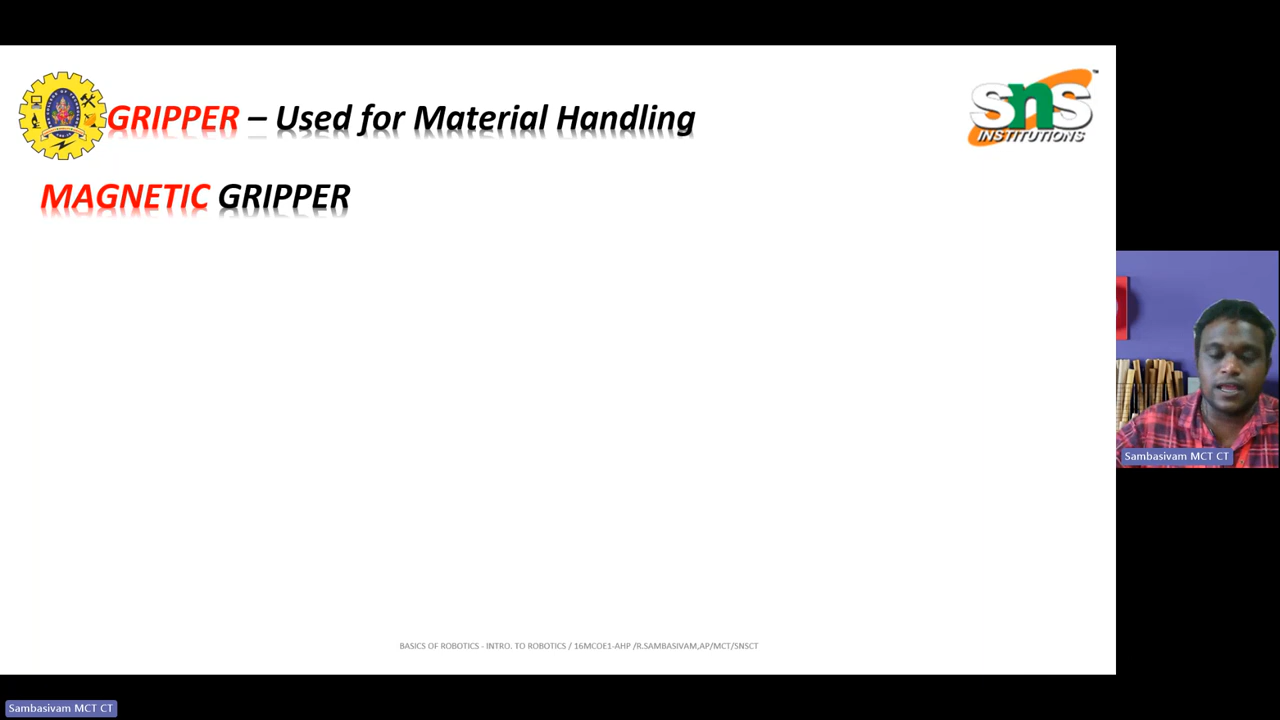 GRIPPER – Used for Material Handling
sns
INSTITUTIONS
MAGNETIC GRIPPER
Sambasivam MCT CT
BASICS OF ROBOTICS - INTRO. TO ROBOTICS / 16MCOE1-AHP /R.SAMBASIVAM,AP/MCT/SNSCT
Sambasivam MCT CT